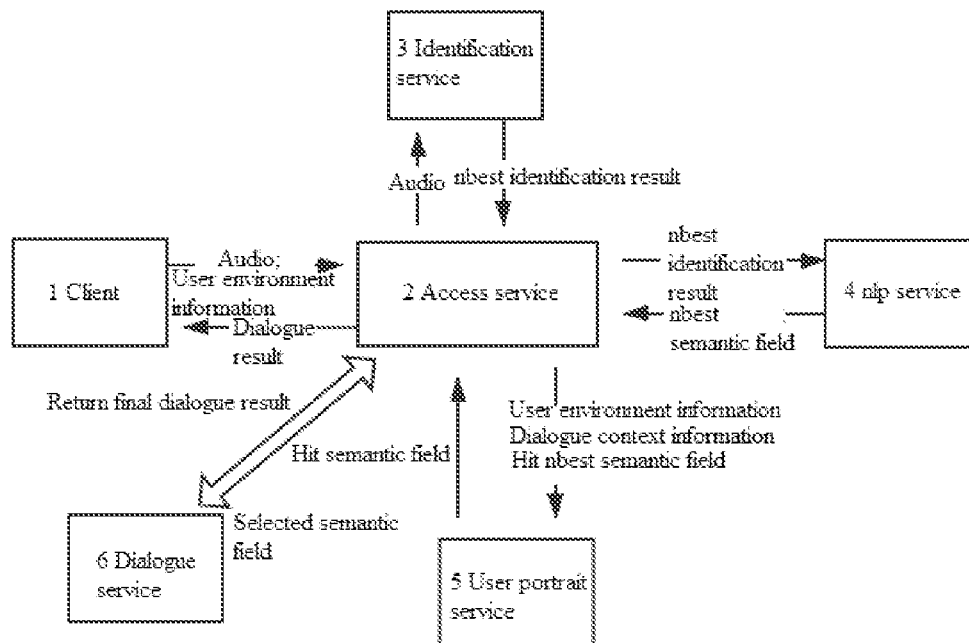 3 Identification
service
Audio
nbest identification result
Audio;
User environment
information
1 Client
2 Access service
nbest
identification
result
4 nlp service
nbest
semantic field
Dialogue
result
Return final dialogue result
Hit semantic field
User environment information
Dialogue context information
Hit nbest semantic field
Selected semantic
field
6 Dialogue
service
5 User portrait
service